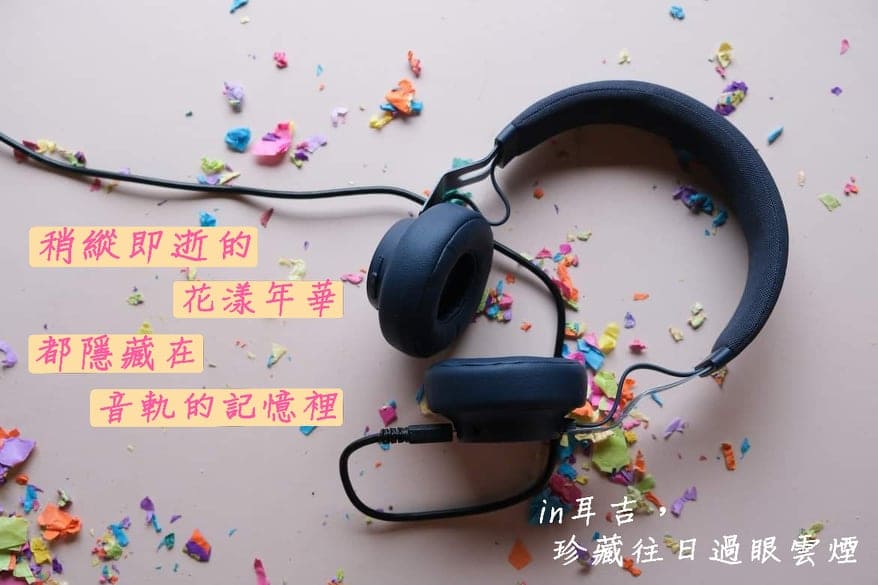 稍縱即逝的
花漾年華
都隱藏在
音軌的記憶裡
in耳吉，
珍藏往日過眼雲煙